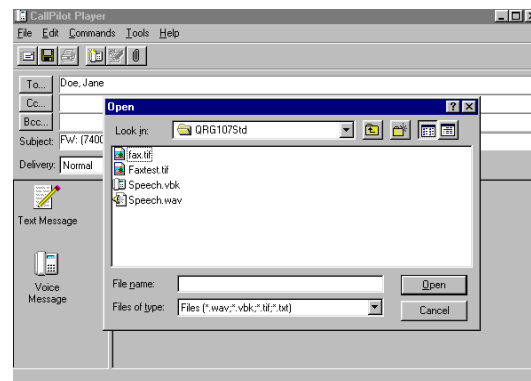 CallPilot Player
File Edit Commands Tools Help
To... Doe, Jane
Cc...
Bcc...
Subject: FW: (7400
Delivery: Normal
Text Message
Voice
Message
Open
Look in: QRG107Std
fax.tif
Faxtest.tif
Speech.vbk
Speech.wav
File name: Open
Files of type: Files (*.wav;*.vbk;*.tif;*.txt) Cancel